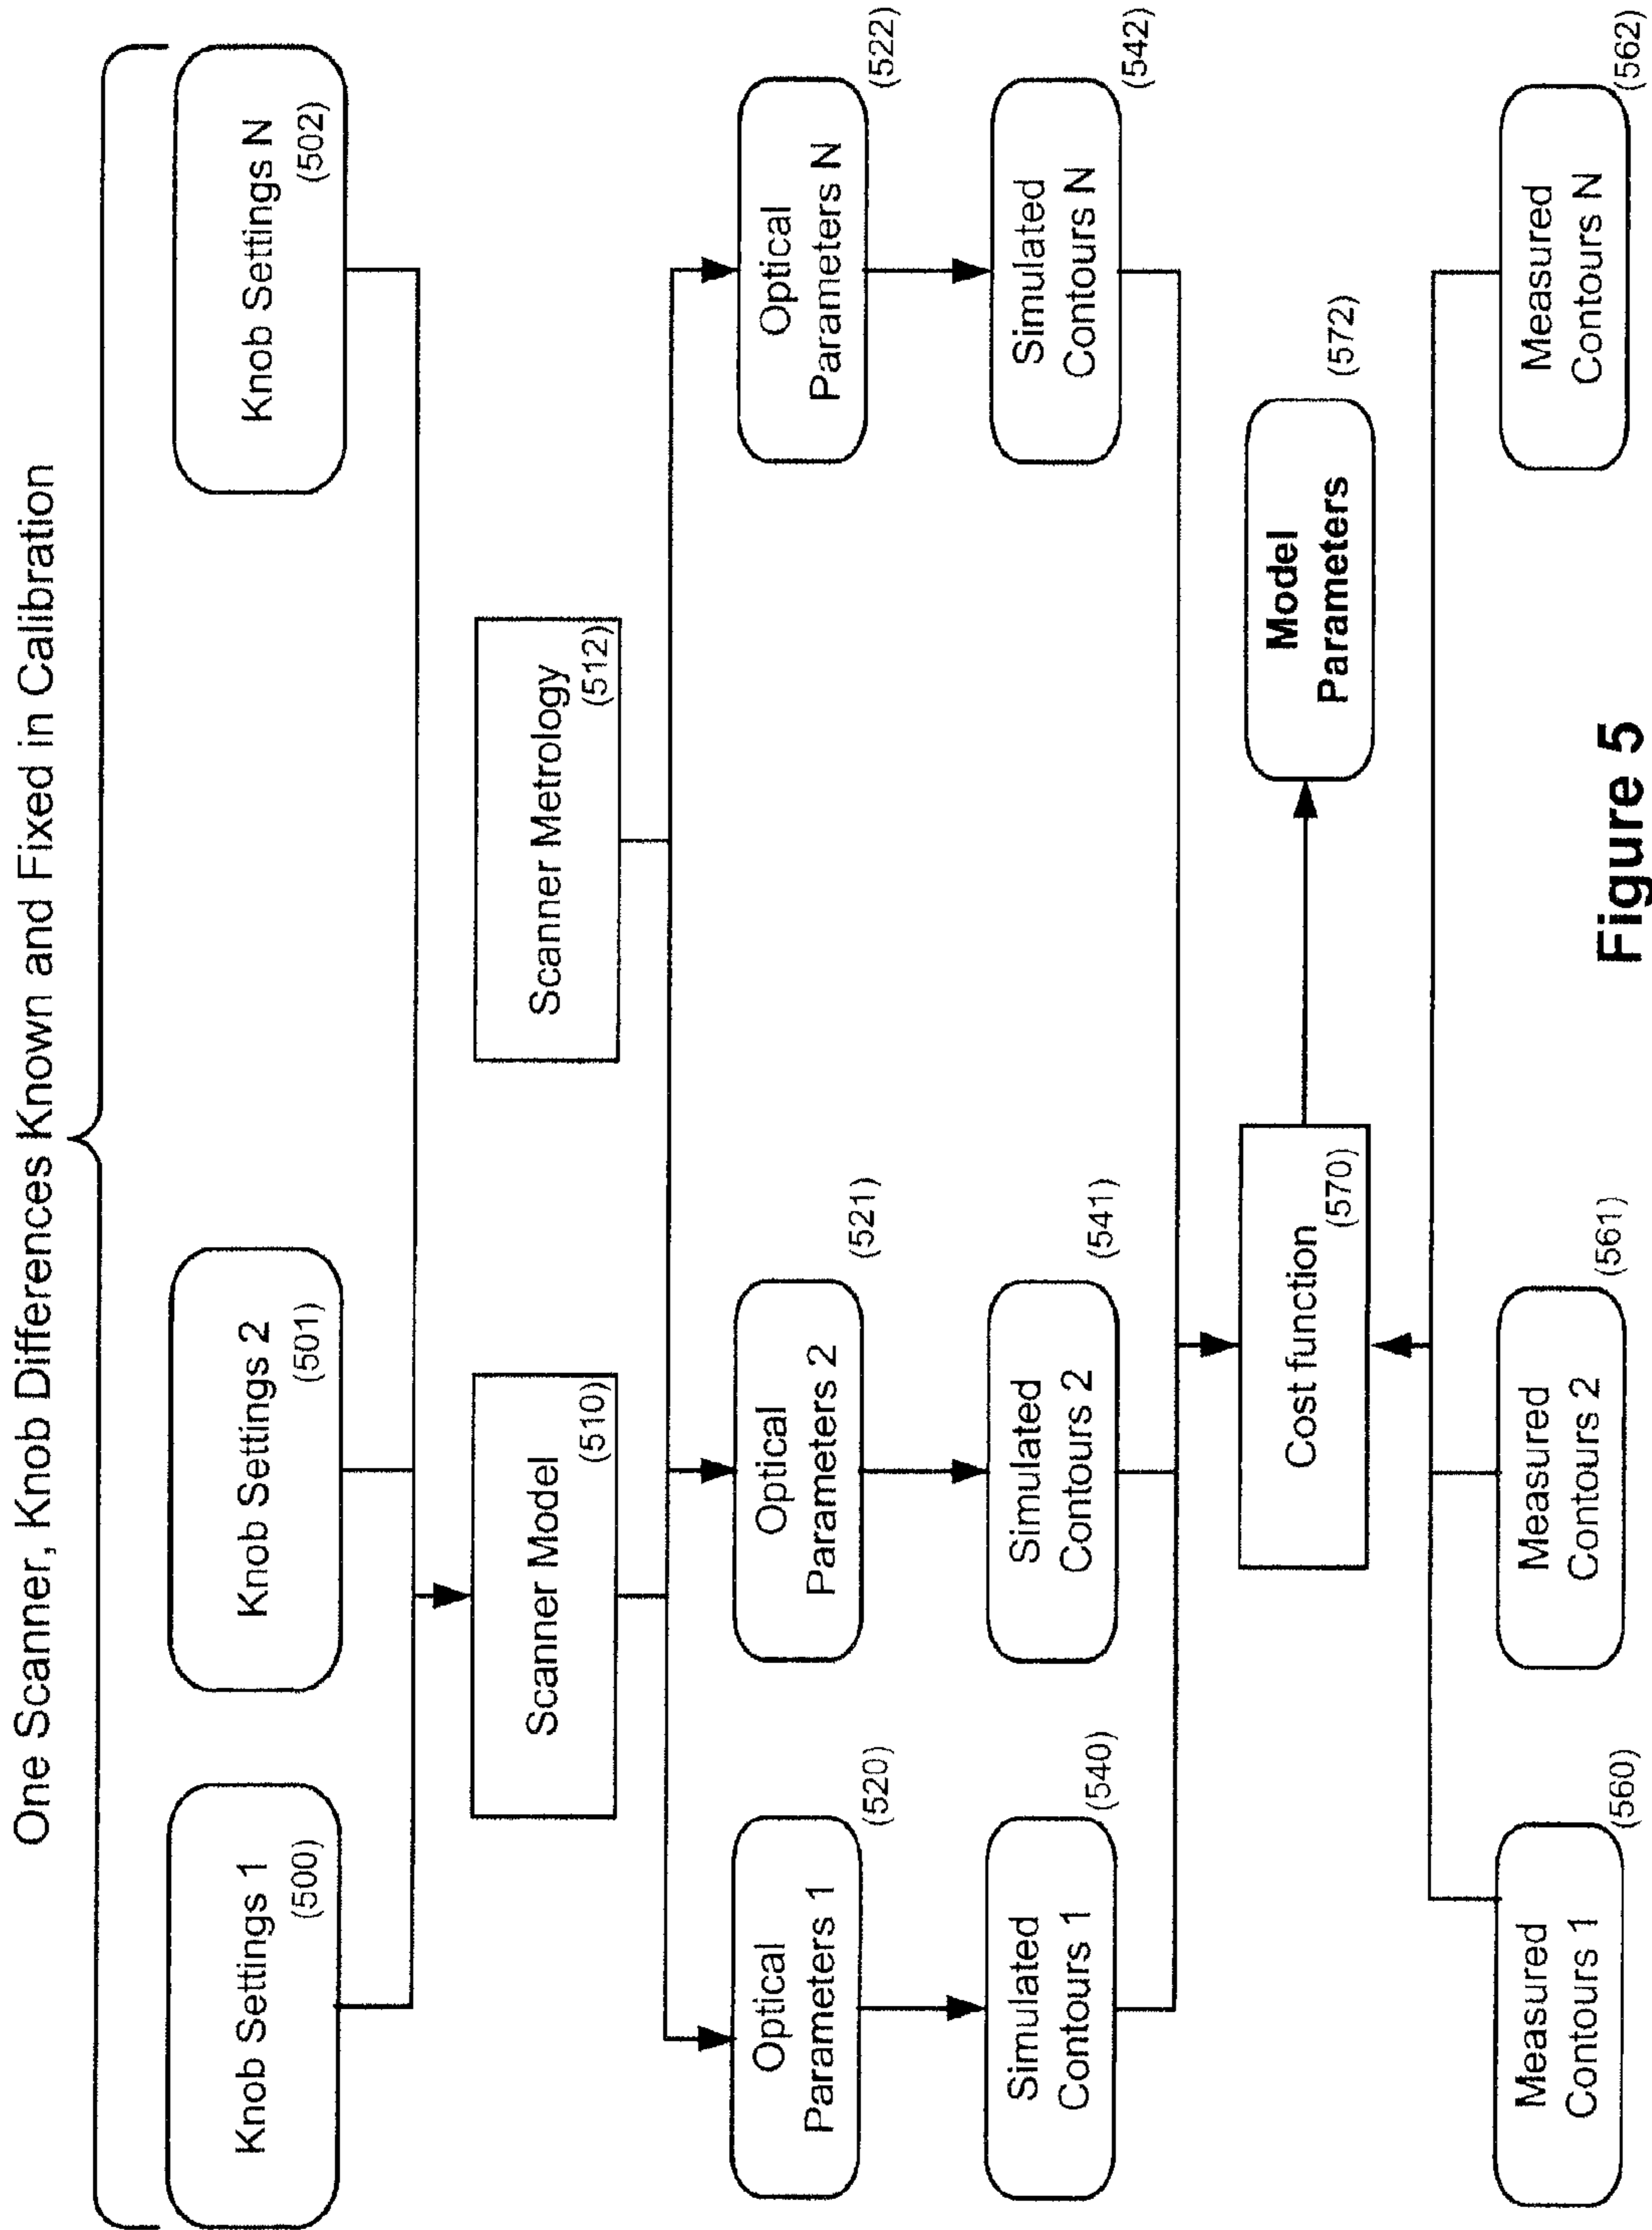 One Scanner, Knob Differences Known and Fixed in Calibration
Knob Settings 1
(500)
Knob Settings 2
(501)
Knob Settings N
(502)
Scanner Model
(510)
Scanner Metrology
(512)
Optical
Parameters 1
(520)
Optical
Parameters 2
(521)
Optical
Parameters N
(522)
Simulated
Contours 1
(540)
Simulated
Contours 2
(541)
Simulated
Contours N
(542)
Cost function
(570)
Model
Parameters
(572)
Measured
Contours 1
(560)
Measured
Contours 2
(561)
Measured
Contours N
(562)
Figure 5